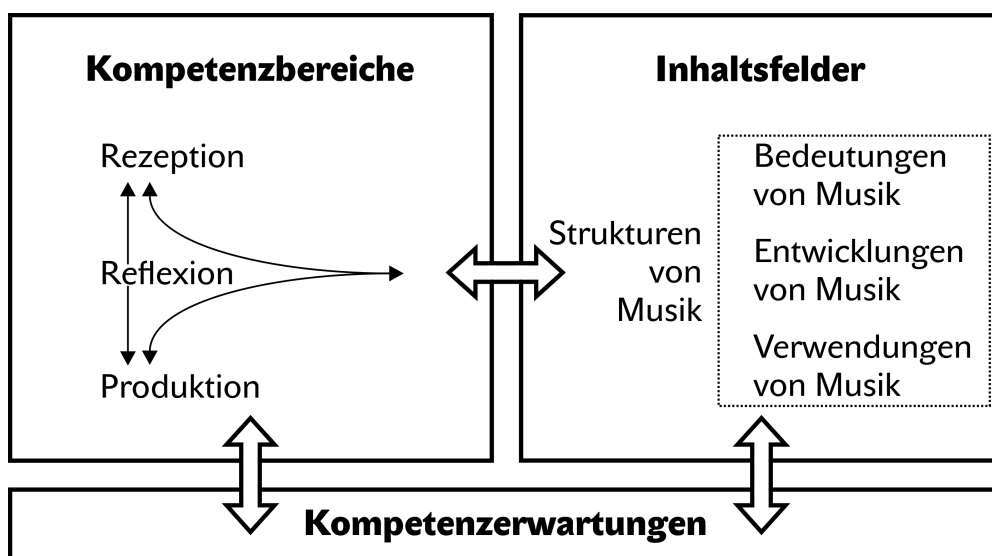 Kompetenzbereiche
Rezeption
Reflexion
Produktion
Inhaltsfelder
Strukturen
von
Musik
Bedeutungen
von Musik
Entwicklungen
von Musik
Verwendungen
von Musik
Kompetenzerwartungen